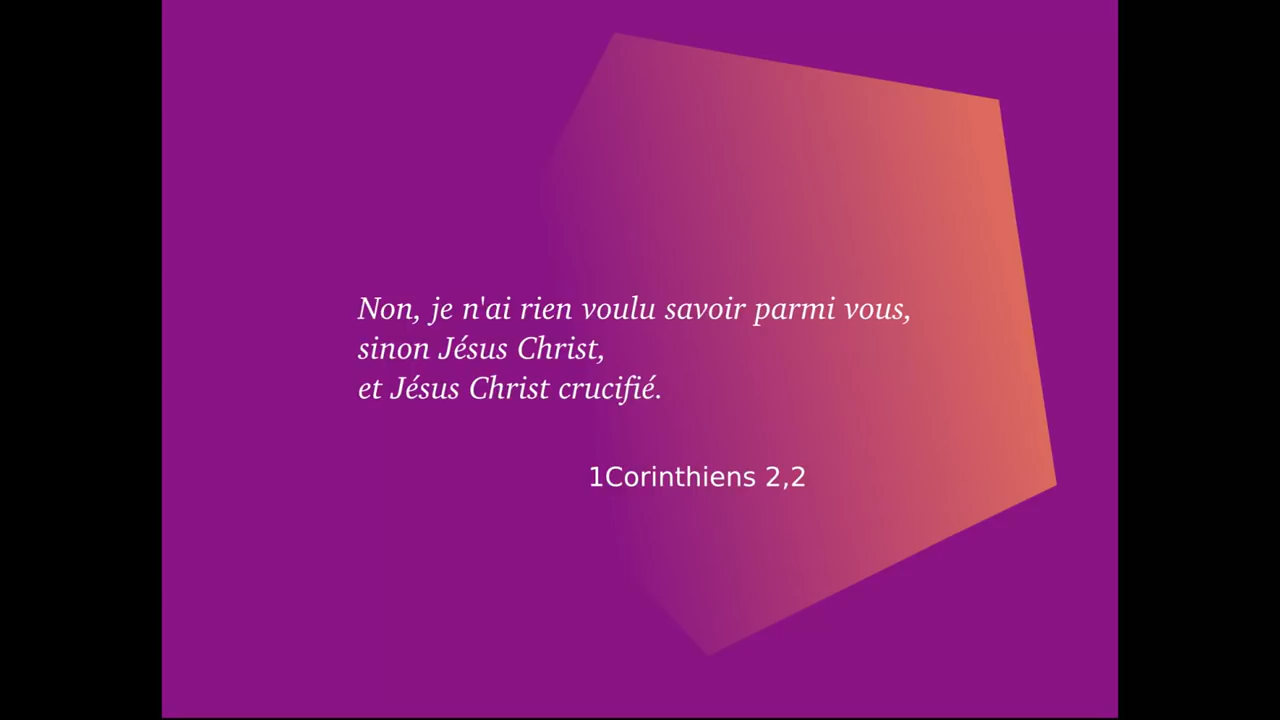 Non, je n'ai rien voulu savoir parmi vous,
sinon Jésus Christ,
et Jésus Christ crucifié.
1Corinthiens 2,2